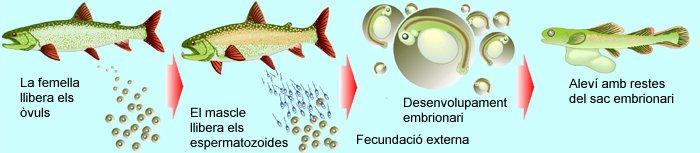 La femella
llibera els
òvuls
El mascle
llibera els
espermatozoides
Desenvolupament
embrionari
Fecundació externa
Aleví amb restes
del sac embrionari